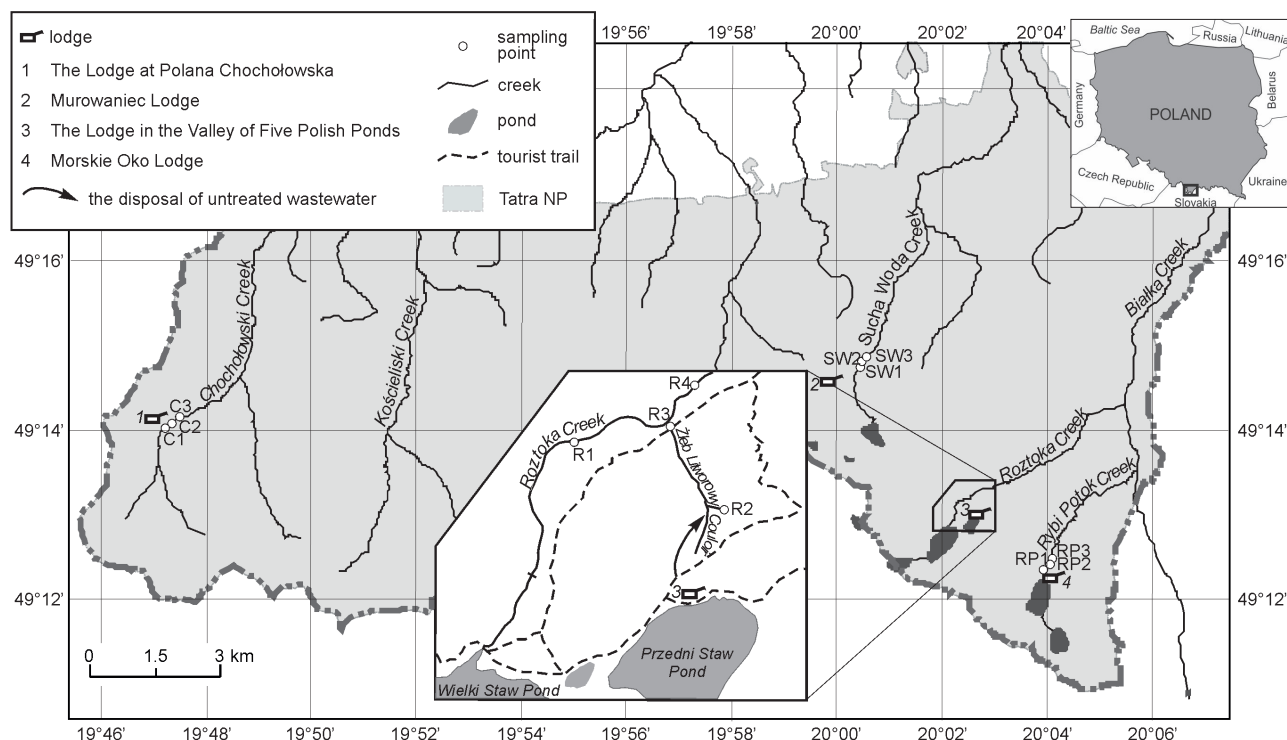 lodge
1 The Lodge at Polana Chochołowska
2 Murowaniec Lodge
3 The Lodge in the Valley of Five Polish Ponds
4 Morskie Oko Lodge
the disposal of untreated wastewater
sampling
point
creek
pond
tourist trail
Tatra NP
19°56' 19°58' 20°00' 20°02' 20°04'
Baltic Sea
Russia
Lithuania
Germany
POLAND
Belarus
Czech Republic
Ukraine
Slovakia
49°16' 49°16'
Chochołowski Creek
Kościeliski Creek
Sucha Woda Creek
Białka Creek
SW2 SW3
SW1
2
1 C3
C2
C1
49°14' 49°14'
R4
R3
Roztoka Creek
R1
Żleb Litworowy Coulor
R2
3
Przedni Staw
Pond
Wielki Staw Pond
Roztoka Creek
3
Rybi Potok Creek
RP1 RP3
RP2
4
49°12' 49°12'
0 1.5 3 km
19°46' 19°48' 19°50' 19°52' 19°54' 19°56' 19°58' 20°00' 20°02' 20°04' 20°06'